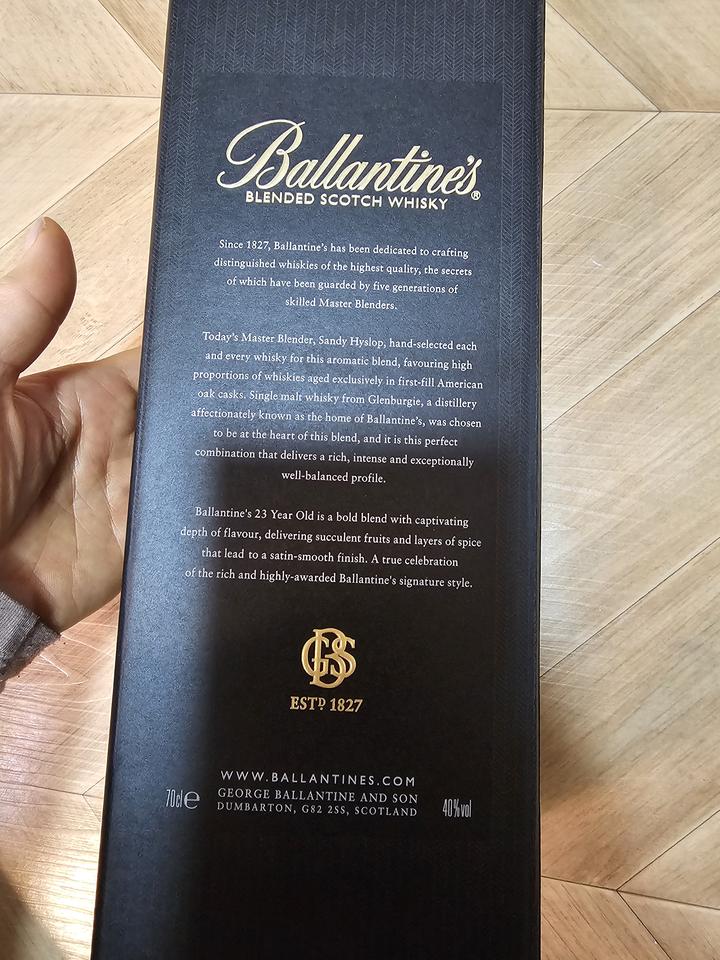 Ballantine's®
BLENDED SCOTCH WHISKY
Since 1827, Ballantine's has been dedicated to crafting
distinguished whiskies of the highest quality, the secrets
of which have been guarded by five generations of
skilled Master Blenders.
Today's Master Blender, Sandy Hyslop, hand-selected each
and every whisky for this aromatic blend, favouring high
proportions of whiskies aged exclusively in first-fill American
oak casks. Single malt whisky from Glenburgie, a distillery
affectionately known as the home of Ballantine's, was chosen
to be at the heart of this blend, and it is this perfect
combination that delivers a rich, intense and exceptionally
well-balanced profile.
Ballantine's 23 Year Old is a bold blend with captivating
depth of flavour, delivering succulent fruits and layers of spice
that lead to a satin-smooth finish. A true celebration
of the rich and highly-awarded Ballantine's signature style.
GBS
ESTD 1827
WWW.BALLANTINES.COM
70cl e GEORGE BALLANTINE AND SON 40%vol
DUMBARTON, G82 2SS, SCOTLAND